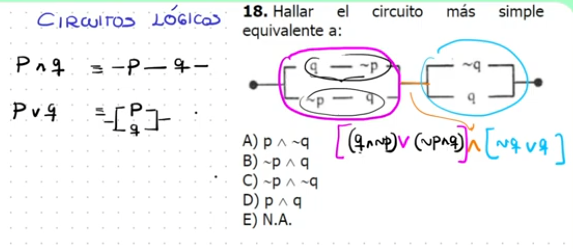 CIRCUITOS LÓGICOS
P ∧ q ≡ – P – q –
P ∨ q ≡ –[ P
q ]–
18. Hallar el circuito más simple
equivalente a:
q — ~p
~p — q
~q
q
[(q∧~p)∨(~p∧q)]∧[~q∨q]
A) p ∧ ~q
B) ~p ∧ q
C) ~p ∧ ~q
D) p ∧ q
E) N.A.